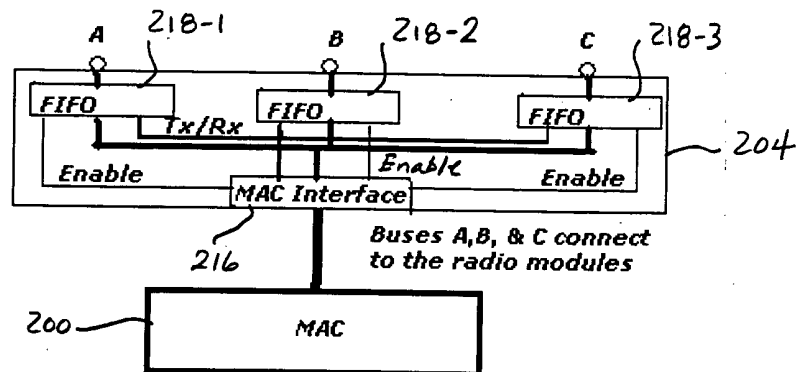 A 218-1 B 218-2 C 218-3
FIFO FIFO FIFO
Tx/Rx
204
Enable Enable Enable
MAC Interface
216
Buses A,B, & C connect
to the radio modules
200
MAC